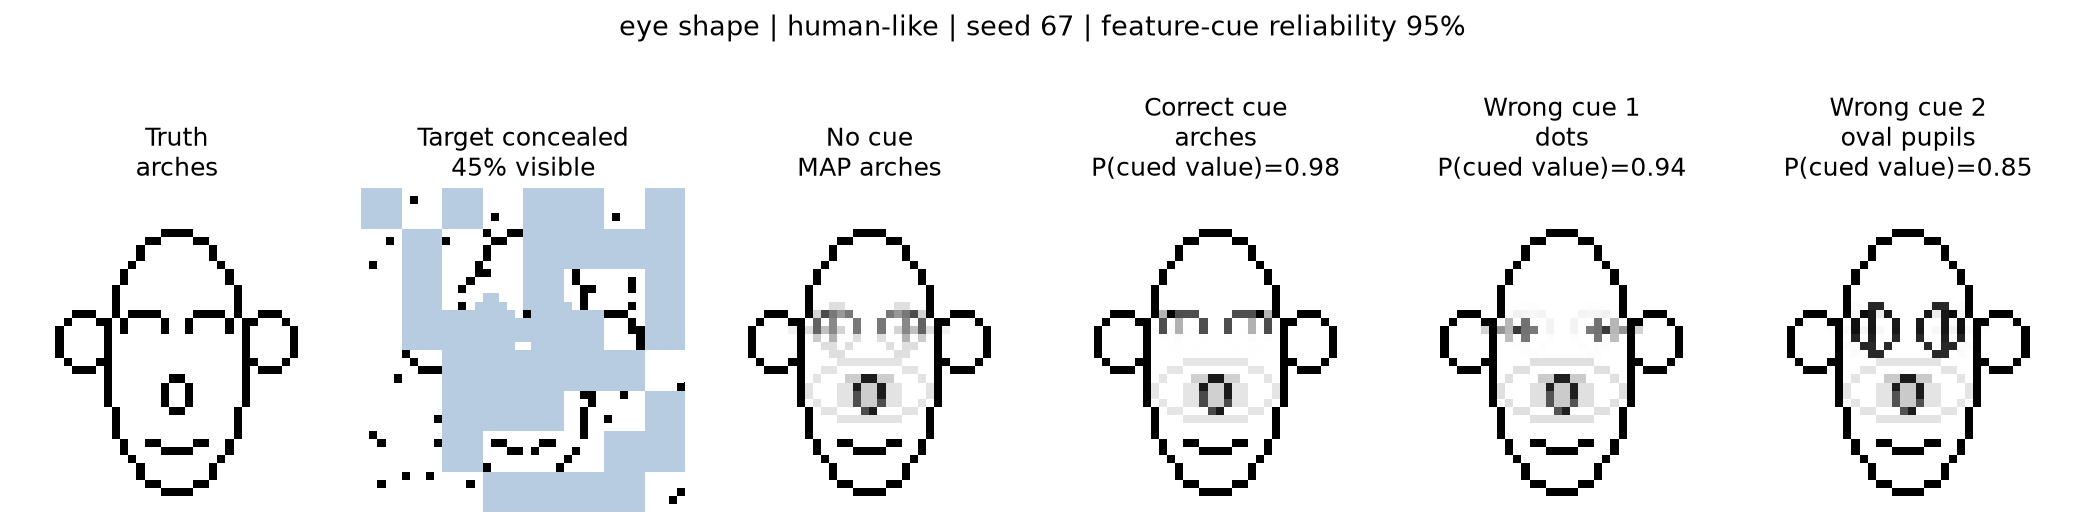 eye shape | human-like | seed 67 | feature-cue reliability 95%
Truth
arches
Target concealed
45% visible
No cue
MAP arches
Correct cue
arches
P(cued value)=0.98
Wrong cue 1
dots
P(cued value)=0.94
Wrong cue 2
oval pupils
P(cued value)=0.85